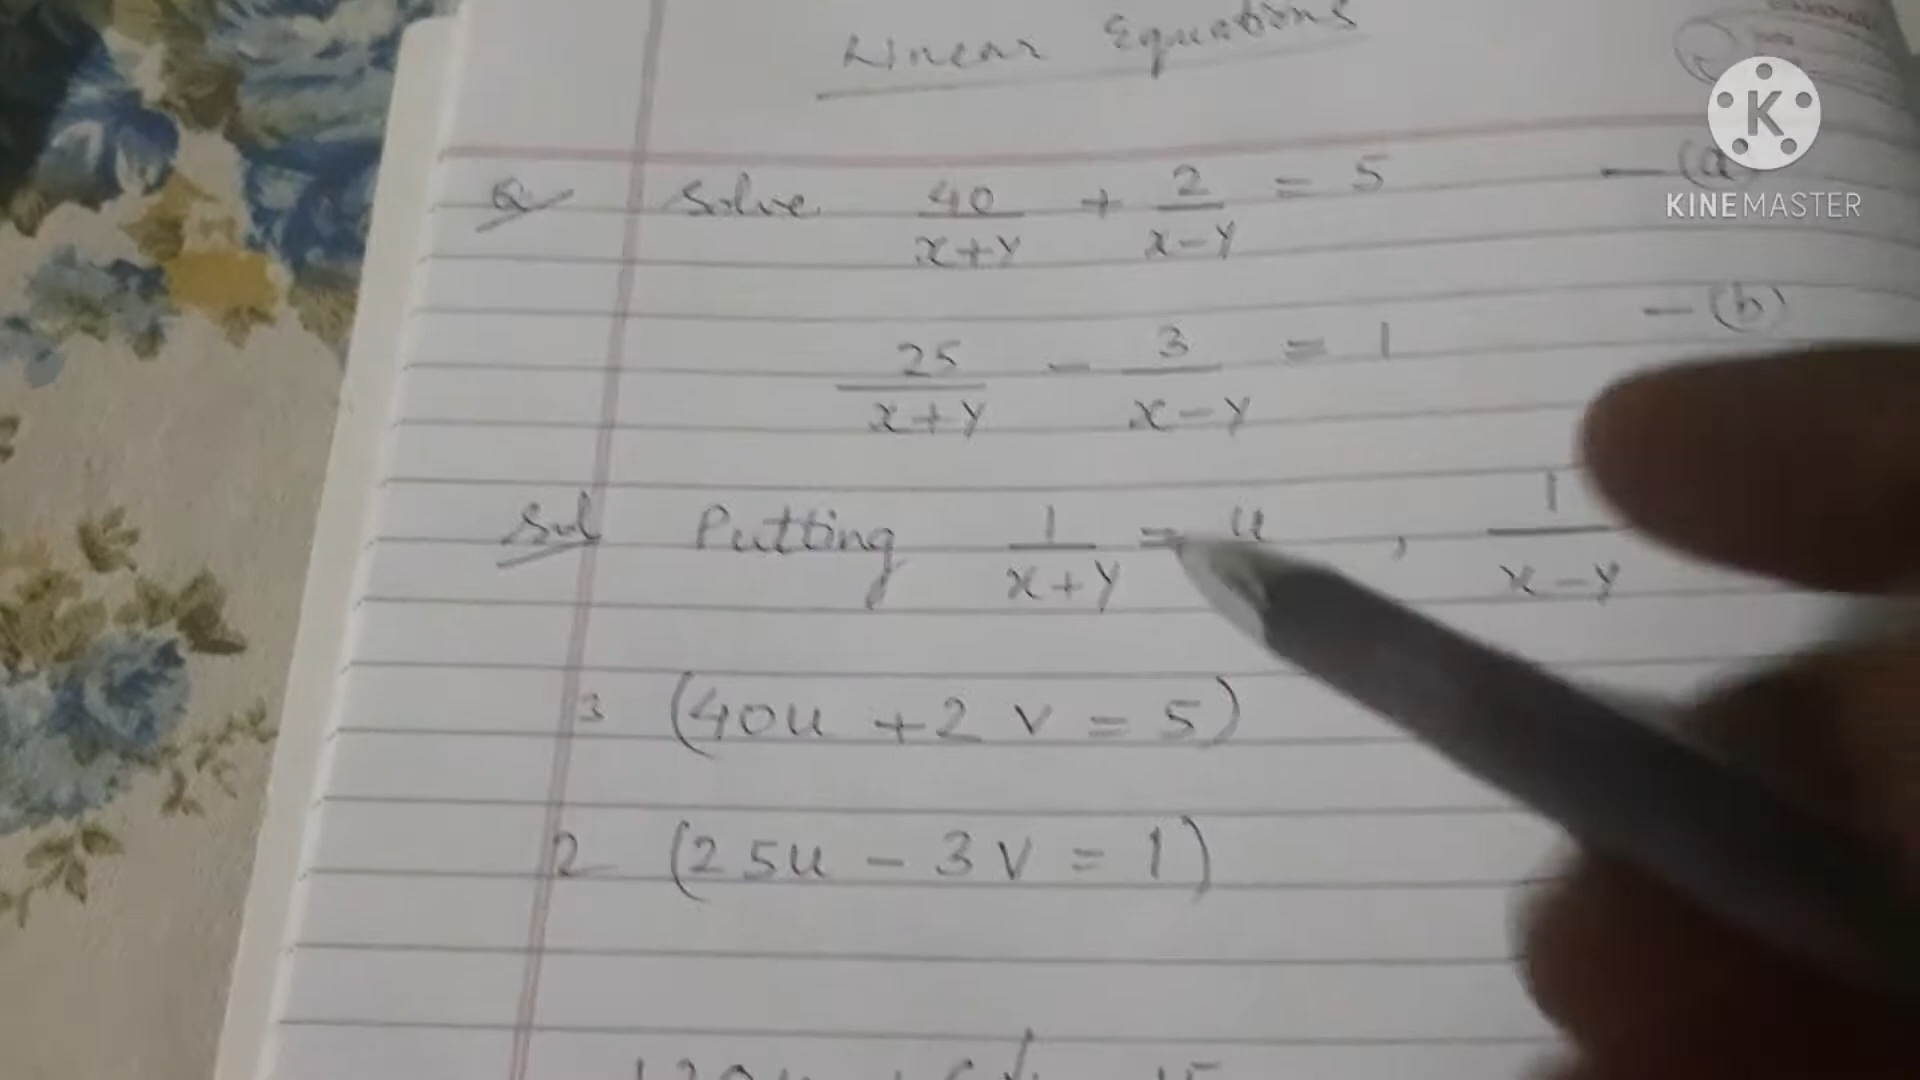 Linear Equations
Q Solve 40/(x+y) + 2/(x-y) = 5 —(a)
25/(x+y) - 3/(x-y) = 1 —(b)
Sol Putting 1/(x+y) = u , 1/(x-y)
3 (40u + 2v = 5)
2 (25u - 3v = 1)
K
KINEMASTER